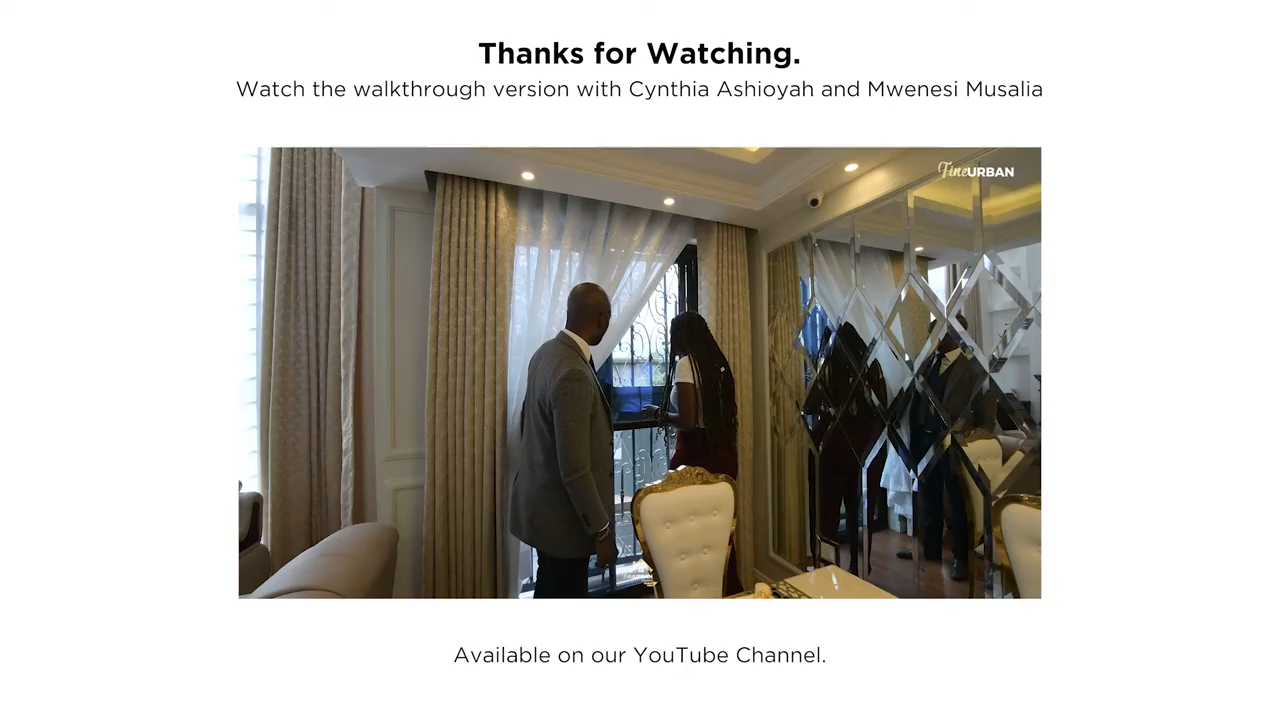 Thanks for Watching.
Watch the walkthrough version with Cynthia Ashioyah and Mwenesi Musalia
FineURBAN
Available on our YouTube Channel.